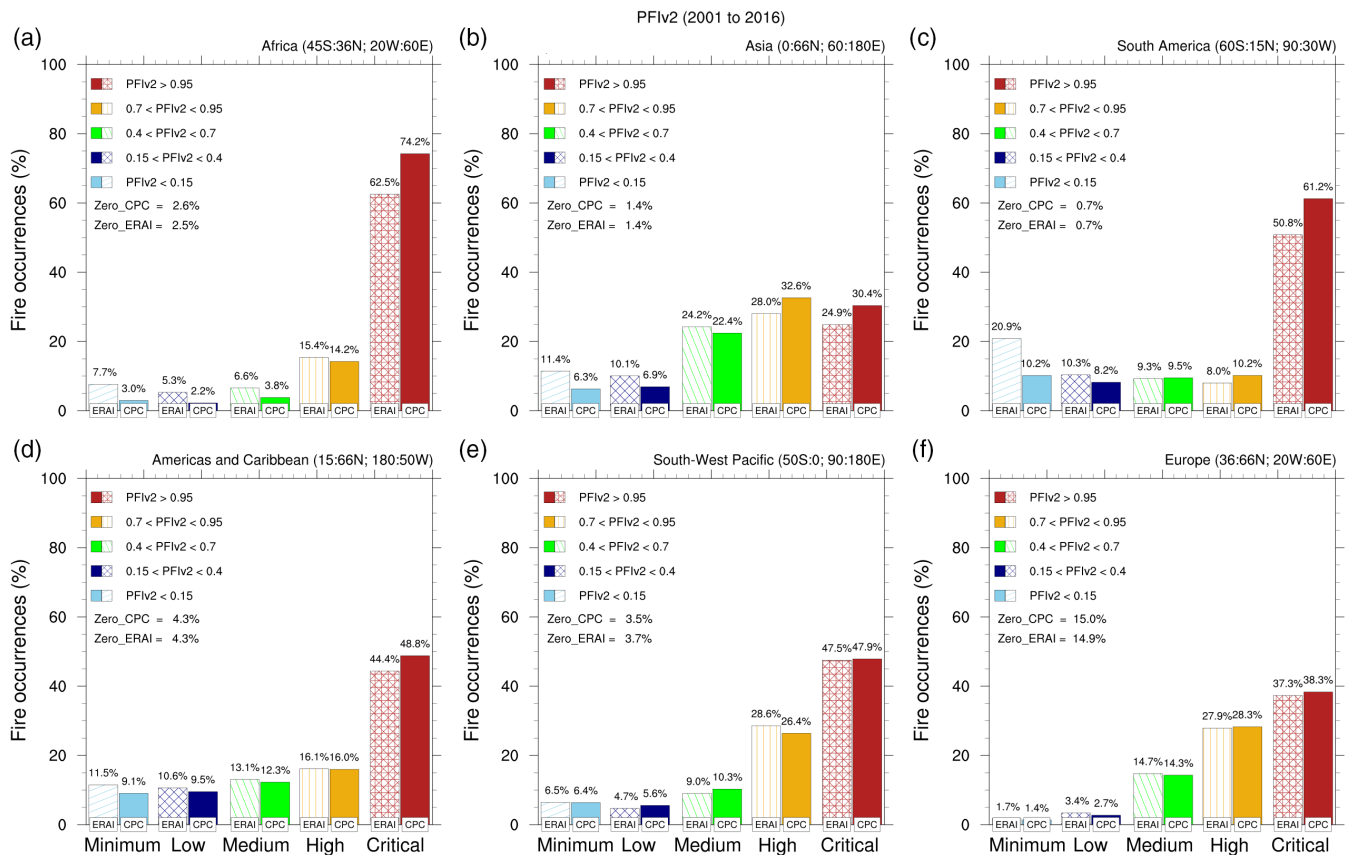 PFIv2 (2001 to 2016)
(a)
Africa (45S:36N; 20W:60E)
Fire occurrences (%)
100
80
60
40
20
0
PFIv2 > 0.95
0.7 < PFIv2 < 0.95
0.4 < PFIv2 < 0.7
0.15 < PFIv2 < 0.4
PFIv2 < 0.15
Zero_CPC = 2.6%
Zero_ERAI = 2.5%
7.7% 3.0% 5.3% 2.2% 6.6% 3.8% 15.4% 14.2% 62.5% 74.2%
ERAI CPC ERAI CPC ERAI CPC ERAI CPC ERAI CPC
(b)
Asia (0:66N; 60:180E)
Fire occurrences (%)
100
80
60
40
20
0
PFIv2 > 0.95
0.7 < PFIv2 < 0.95
0.4 < PFIv2 < 0.7
0.15 < PFIv2 < 0.4
PFIv2 < 0.15
Zero_CPC = 1.4%
Zero_ERAI = 1.4%
11.4% 6.3% 10.1% 6.9% 24.2% 22.4% 28.0% 32.6% 24.9% 30.4%
ERAI CPC ERAI CPC ERAI CPC ERAI CPC ERAI CPC
(c)
South America (60S:15N; 90:30W)
Fire occurrences (%)
100
80
60
40
20
0
PFIv2 > 0.95
0.7 < PFIv2 < 0.95
0.4 < PFIv2 < 0.7
0.15 < PFIv2 < 0.4
PFIv2 < 0.15
Zero_CPC = 0.7%
Zero_ERAI = 0.7%
20.9% 10.2% 10.3% 8.2% 9.3% 9.5% 8.0% 10.2% 50.8% 61.2%
ERAI CPC ERAI CPC ERAI CPC ERAI CPC ERAI CPC
(d)
Americas and Caribbean (15:66N; 180:50W)
Fire occurrences (%)
100
80
60
40
20
0
PFIv2 > 0.95
0.7 < PFIv2 < 0.95
0.4 < PFIv2 < 0.7
0.15 < PFIv2 < 0.4
PFIv2 < 0.15
Zero_CPC = 4.3%
Zero_ERAI = 4.3%
11.5% 9.1% 10.6% 9.5% 13.1% 12.3% 16.1% 16.0% 44.4% 48.8%
ERAI CPC ERAI CPC ERAI CPC ERAI CPC ERAI CPC
Minimum Low Medium High Critical
(e)
South-West Pacific (50S:0; 90:180E)
Fire occurrences (%)
100
80
60
40
20
0
PFIv2 > 0.95
0.7 < PFIv2 < 0.95
0.4 < PFIv2 < 0.7
0.15 < PFIv2 < 0.4
PFIv2 < 0.15
Zero_CPC = 3.5%
Zero_ERAI = 3.7%
6.5% 6.4% 4.7% 5.6% 9.0% 10.3% 28.6% 26.4% 47.5% 47.9%
ERAI CPC ERAI CPC ERAI CPC ERAI CPC ERAI CPC
Minimum Low Medium High Critical
(f)
Europe (36:66N; 20W:60E)
Fire occurrences (%)
100
80
60
40
20
0
PFIv2 > 0.95
0.7 < PFIv2 < 0.95
0.4 < PFIv2 < 0.7
0.15 < PFIv2 < 0.4
PFIv2 < 0.15
Zero_CPC = 15.0%
Zero_ERAI = 14.9%
1.7% 1.4% 3.4% 2.7% 14.7% 14.3% 27.9% 28.3% 37.3% 38.3%
ERAI CPC ERAI CPC ERAI CPC ERAI CPC ERAI CPC
Minimum Low Medium High Critical